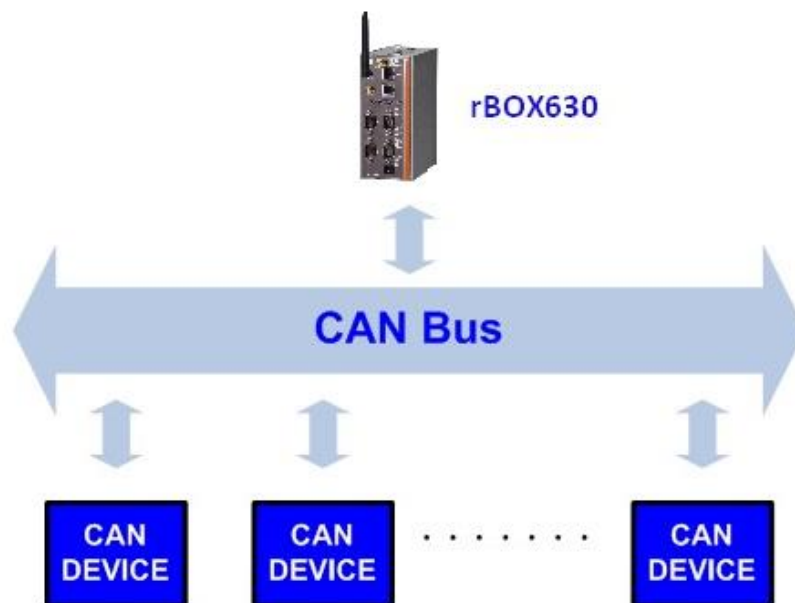 rBOX630
CAN Bus
CAN
DEVICE
CAN
DEVICE
. . . . . . .
CAN
DEVICE